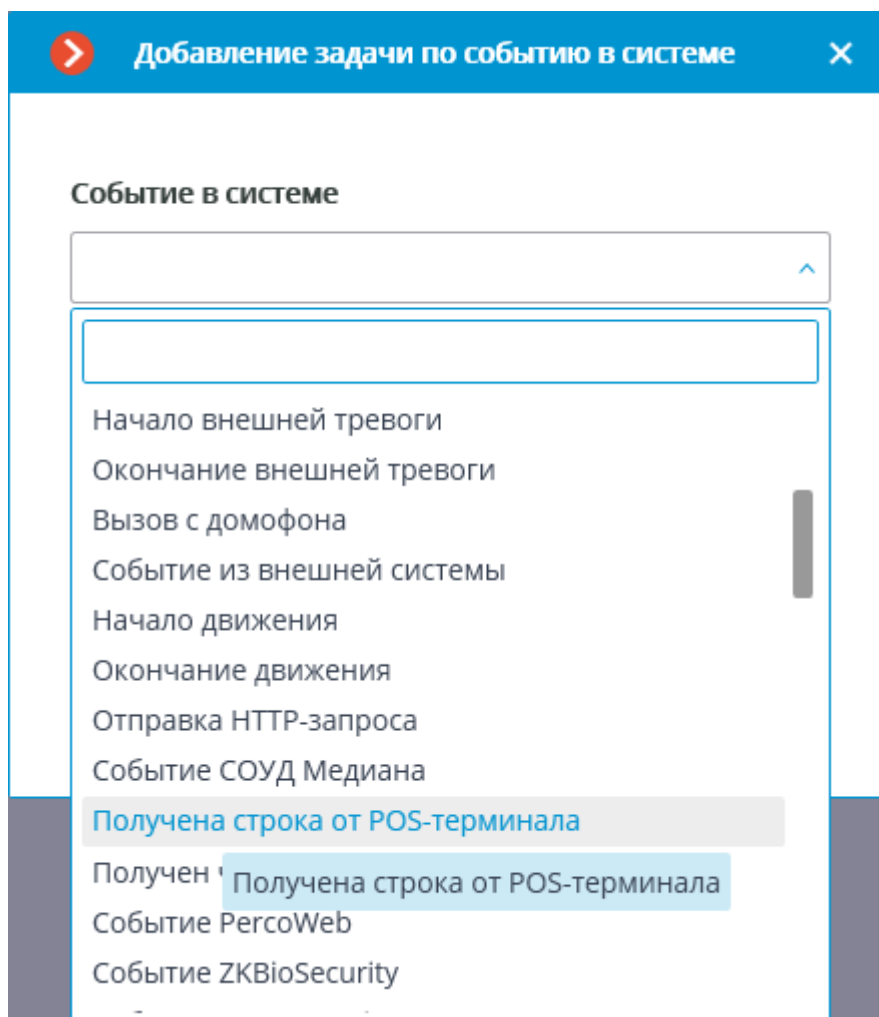 Добавление задачи по событию в системе
Событие в системе
Начало внешней тревоги
Окончание внешней тревоги
Вызов с домофона
Событие из внешней системы
Начало движения
Окончание движения
Отправка HTTP-запроса
Событие СОУД Медиана
Получена строка от POS-терминала
Получен
Получена строка от POS-терминала
Событие PercoWeb
Событие ZKBioSecurity